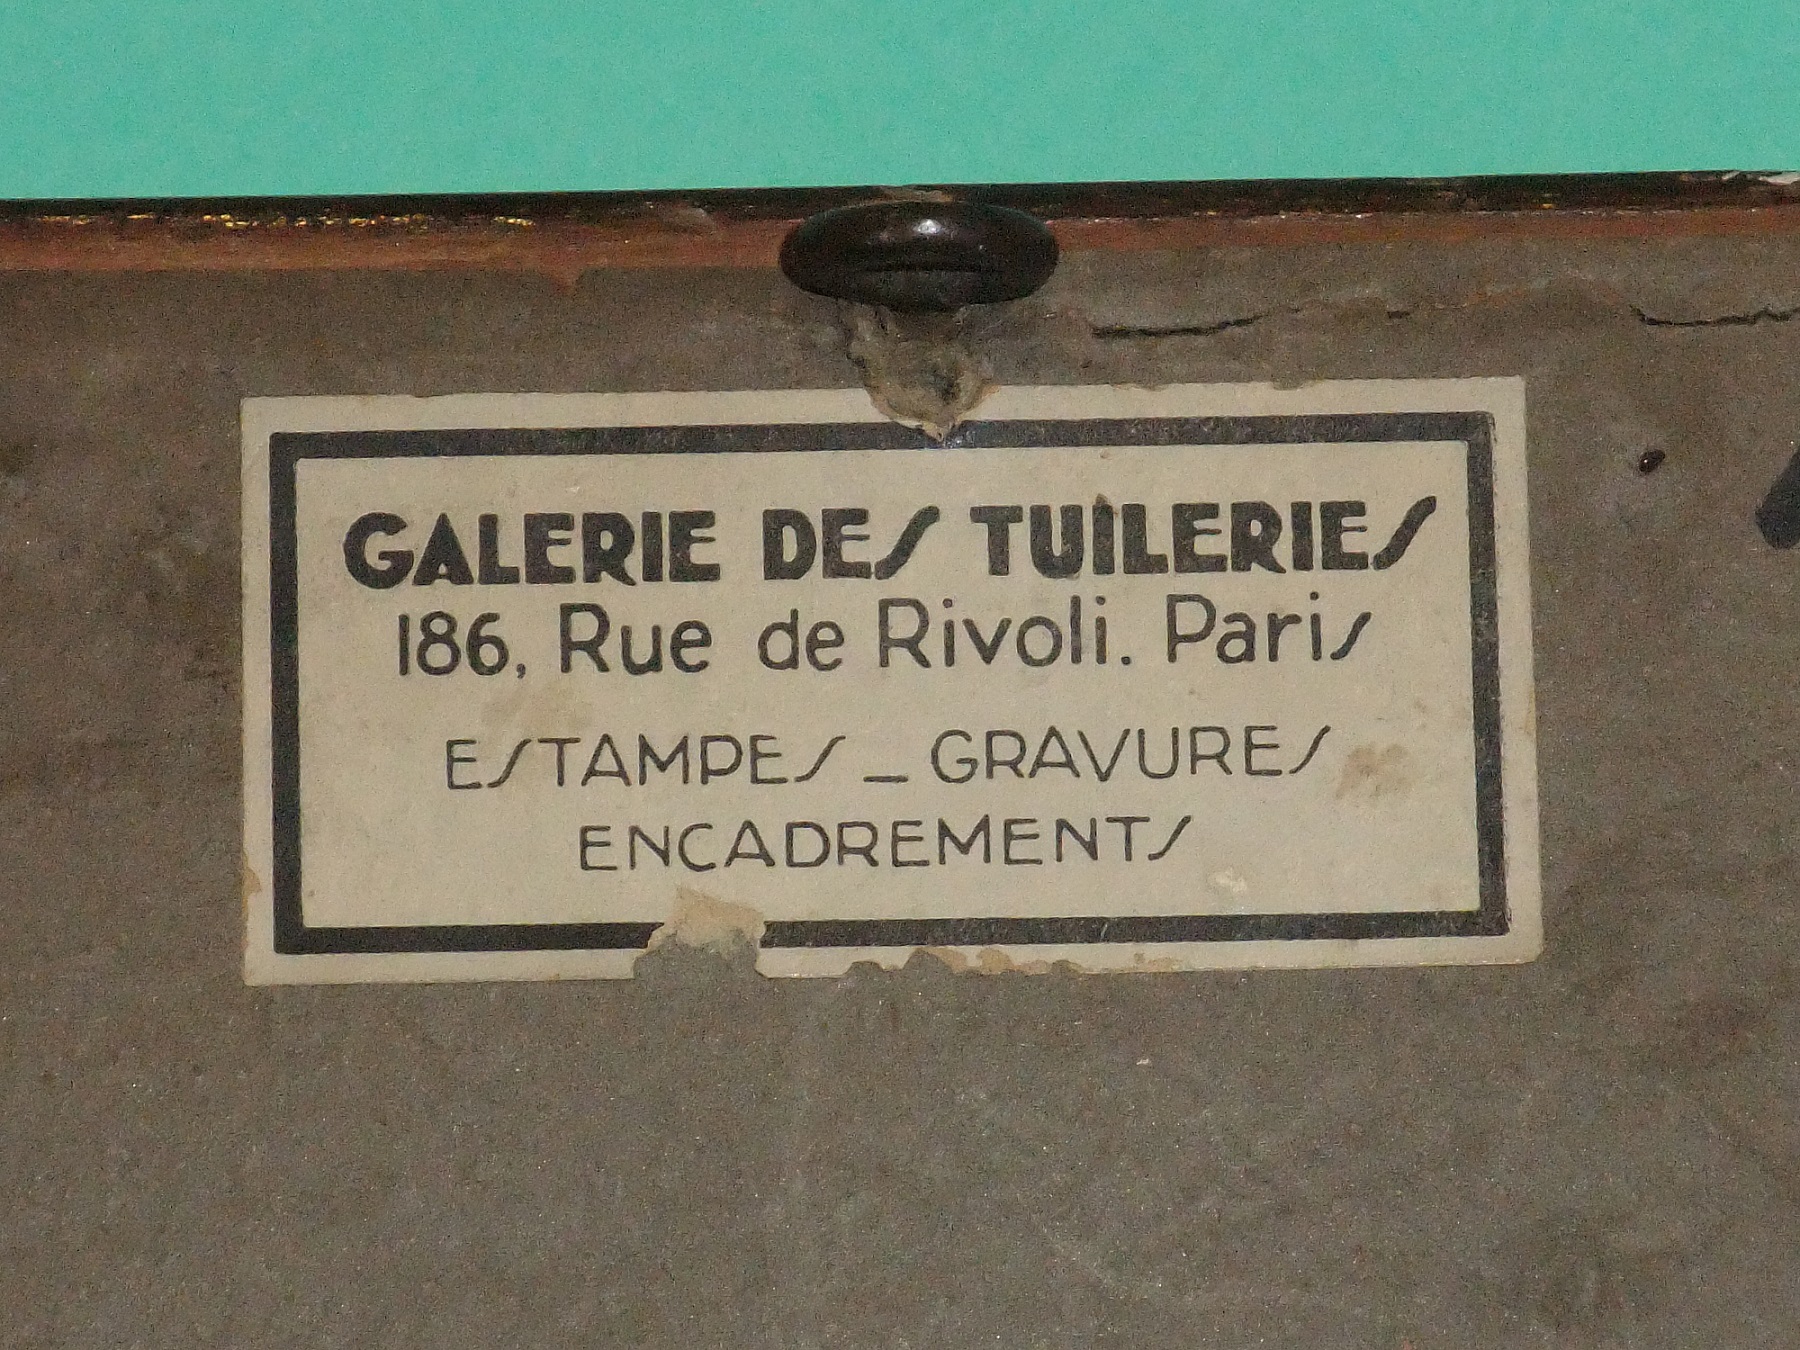 GALERIE DES TUILERIES
186, Rue de Rivoli. Paris
ESTAMPES _ GRAVURES
ENCADREMENTS